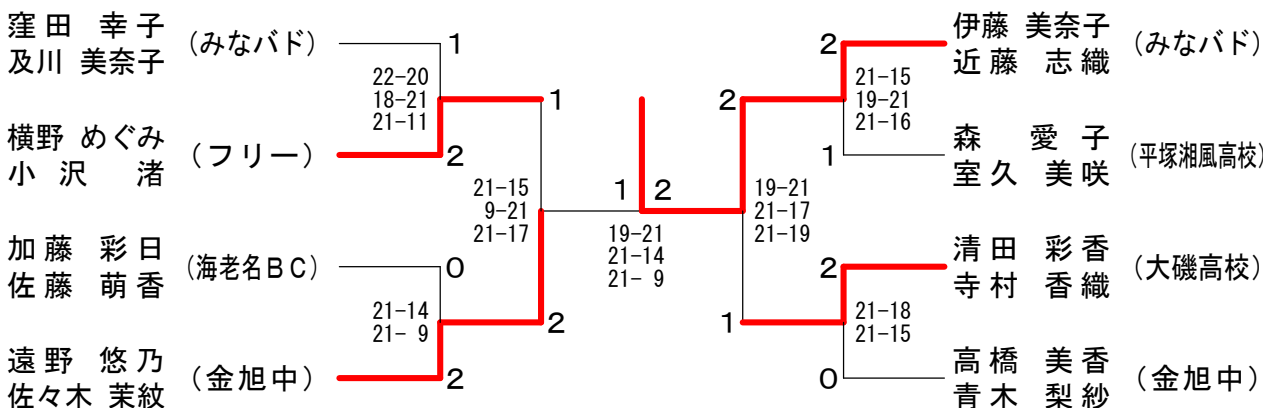 窪田 幸子
及川 美奈子
(みなバド)
1
22-20
18-21
21-11
横野 めぐみ
小沢 渚
(フリー)
2
1
21-15
9-21
21-17
加藤 彩日
佐藤 萌香
(海老名BC)
0
21-14
21- 9
遠野 悠乃
佐々木 茉紋
(金旭中)
2
2
1 2
19-21
21-14
21- 9
伊藤 美奈子
近藤 志織
(みなバド)
2
21-15
19-21
21-16
森 愛子
室久 美咲
(平塚湘風高校)
1
2
19-21
21-17
21-19
清田 彩香
寺村 香織
(大磯高校)
2
21-18
21-15
高橋 美香
青木 梨紗
(金旭中)
0
1